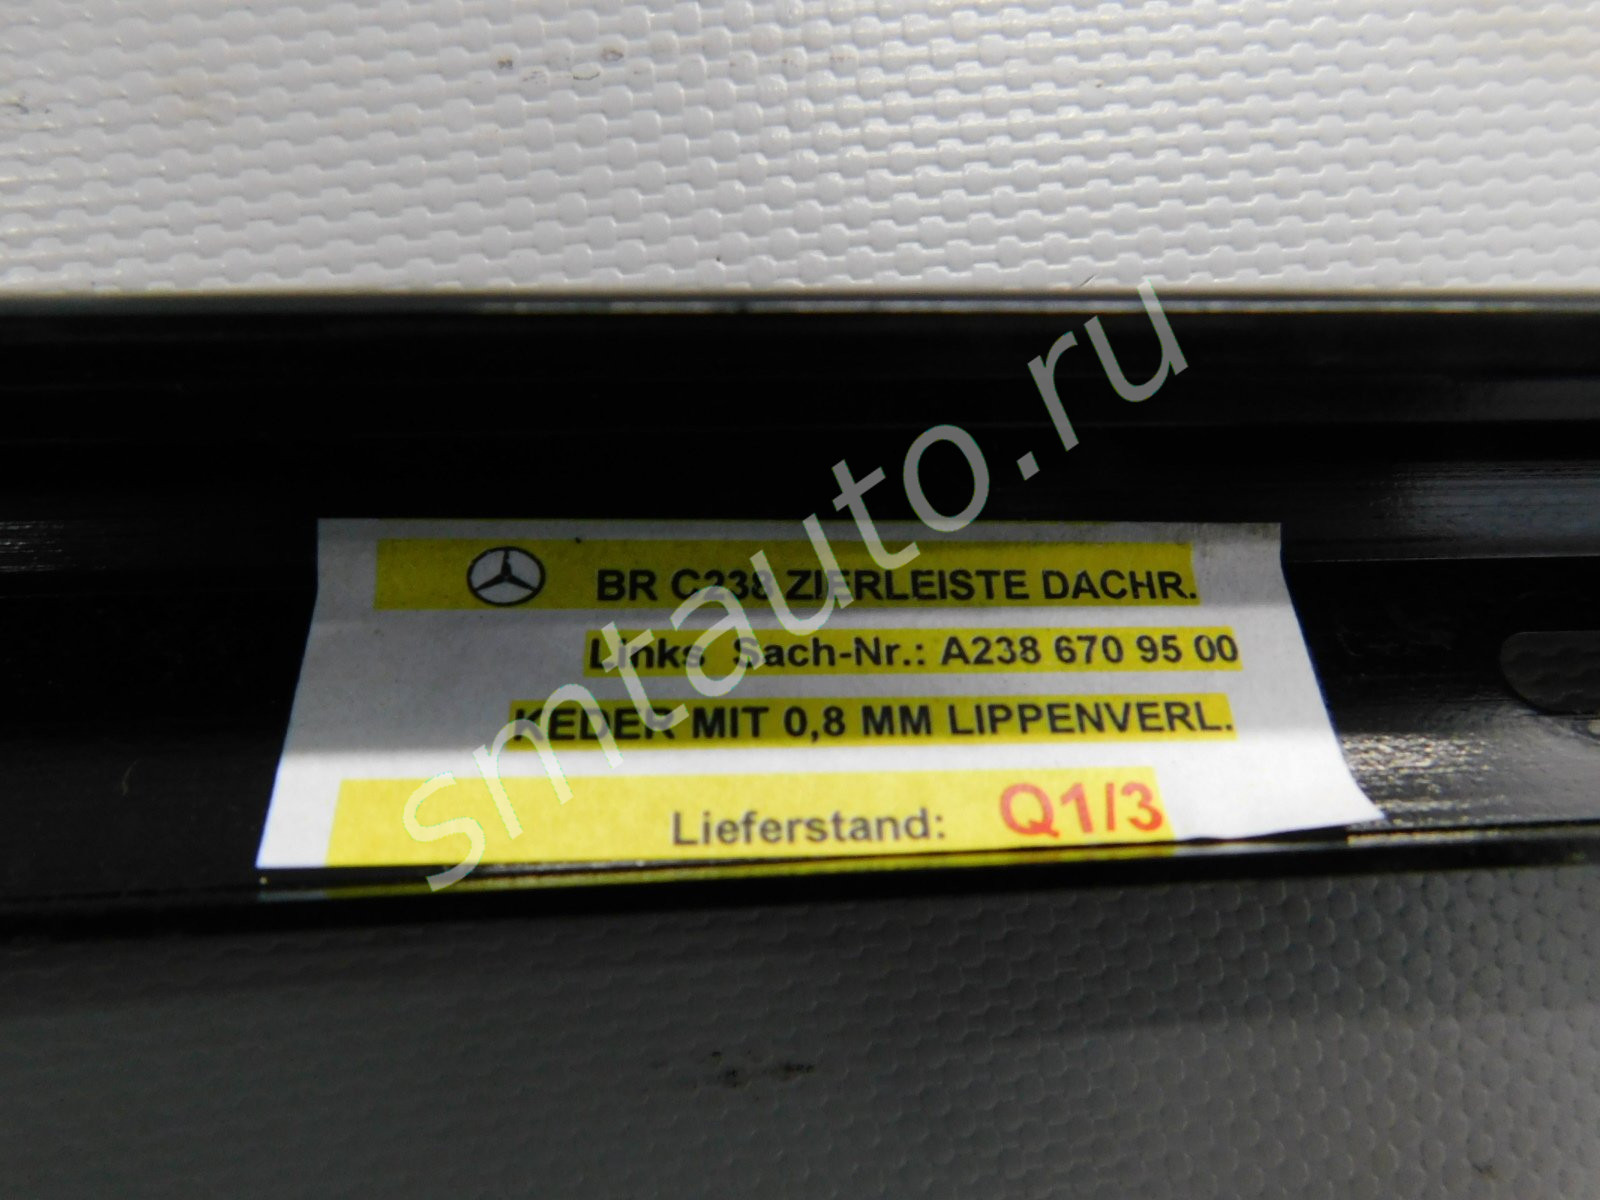 BR C238 ZIERLEISTE DACHR.
Links Sach-Nr.: A238 670 95 00
KEDER MIT 0,8 MM LIPPENVERL.
Lieferstand: Q1/3
smtauto.ru